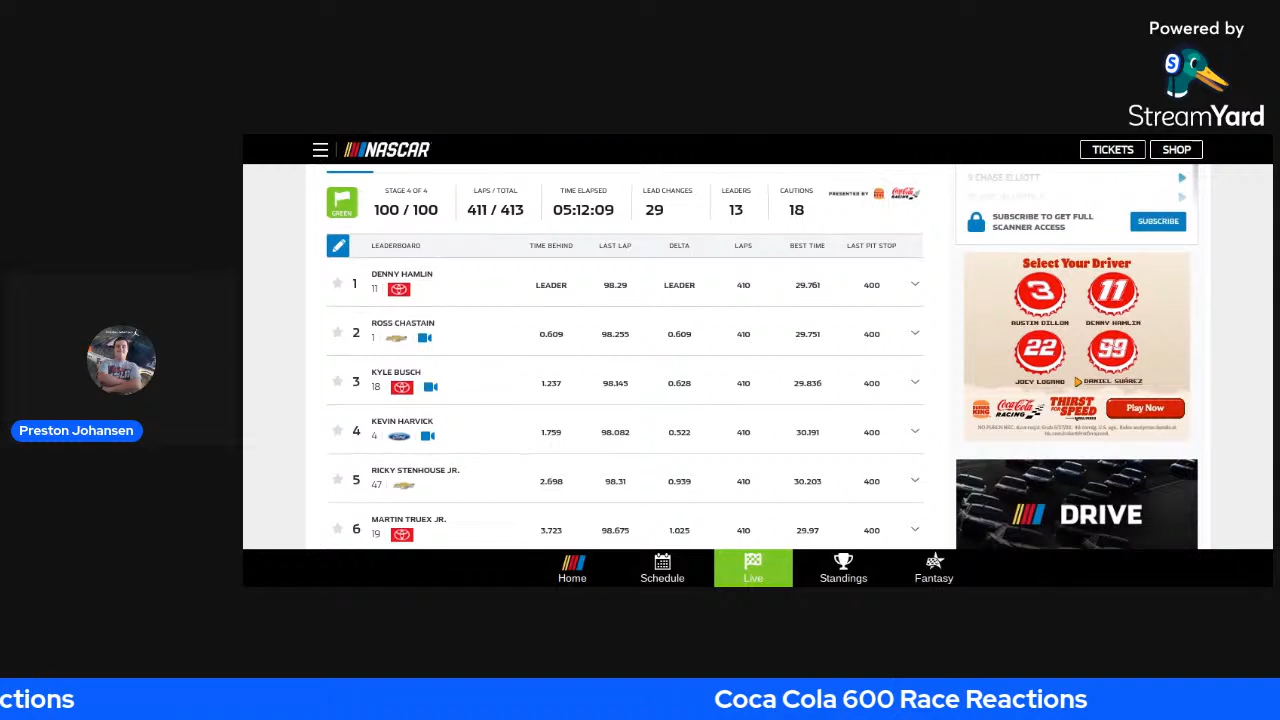 Powered by
StreamYard
NASCAR
TICKETS
SHOP
STAGE 4 OF 4
LAPS / TOTAL
TIME ELAPSED
LEAD CHANGES
LEADERS
CAUTIONS
PRESENTED BY
GREEN
100 / 100
411 / 413
05:12:09
29
13
18
LEADERBOARD
TIME BEHIND
LAST LAP
DELTA
LAPS
BEST TIME
LAST PIT STOP
1
DENNY HAMLIN
11
LEADER
98.29
LEADER
410
29.761
400
2
ROSS CHASTAIN
1
0.609
98.255
0.609
410
29.751
400
3
KYLE BUSCH
18
1.237
98.145
0.628
410
29.836
400
4
KEVIN HARVICK
4
1.759
98.082
0.522
410
30.191
400
5
RICKY STENHOUSE JR.
47
2.698
98.31
0.939
410
30.203
400
6
MARTIN TRUEX JR.
19
3.723
98.675
1.025
410
29.97
400
9 CHASE ELLIOTT
SUBSCRIBE TO GET FULL
SCANNER ACCESS
SUBSCRIBE
Select Your Driver
3
11
AUSTIN DILLON
DENNY HAMLIN
22
99
JOEY LOGANO
DANIEL SUÁREZ
BURGER KING
Coca-Cola RACING
THIRST FOR SPEED
Play Now
DRIVE
Home
Schedule
Live
Standings
Fantasy
Preston Johansen
ctions
Coca Cola 600 Race Reactions